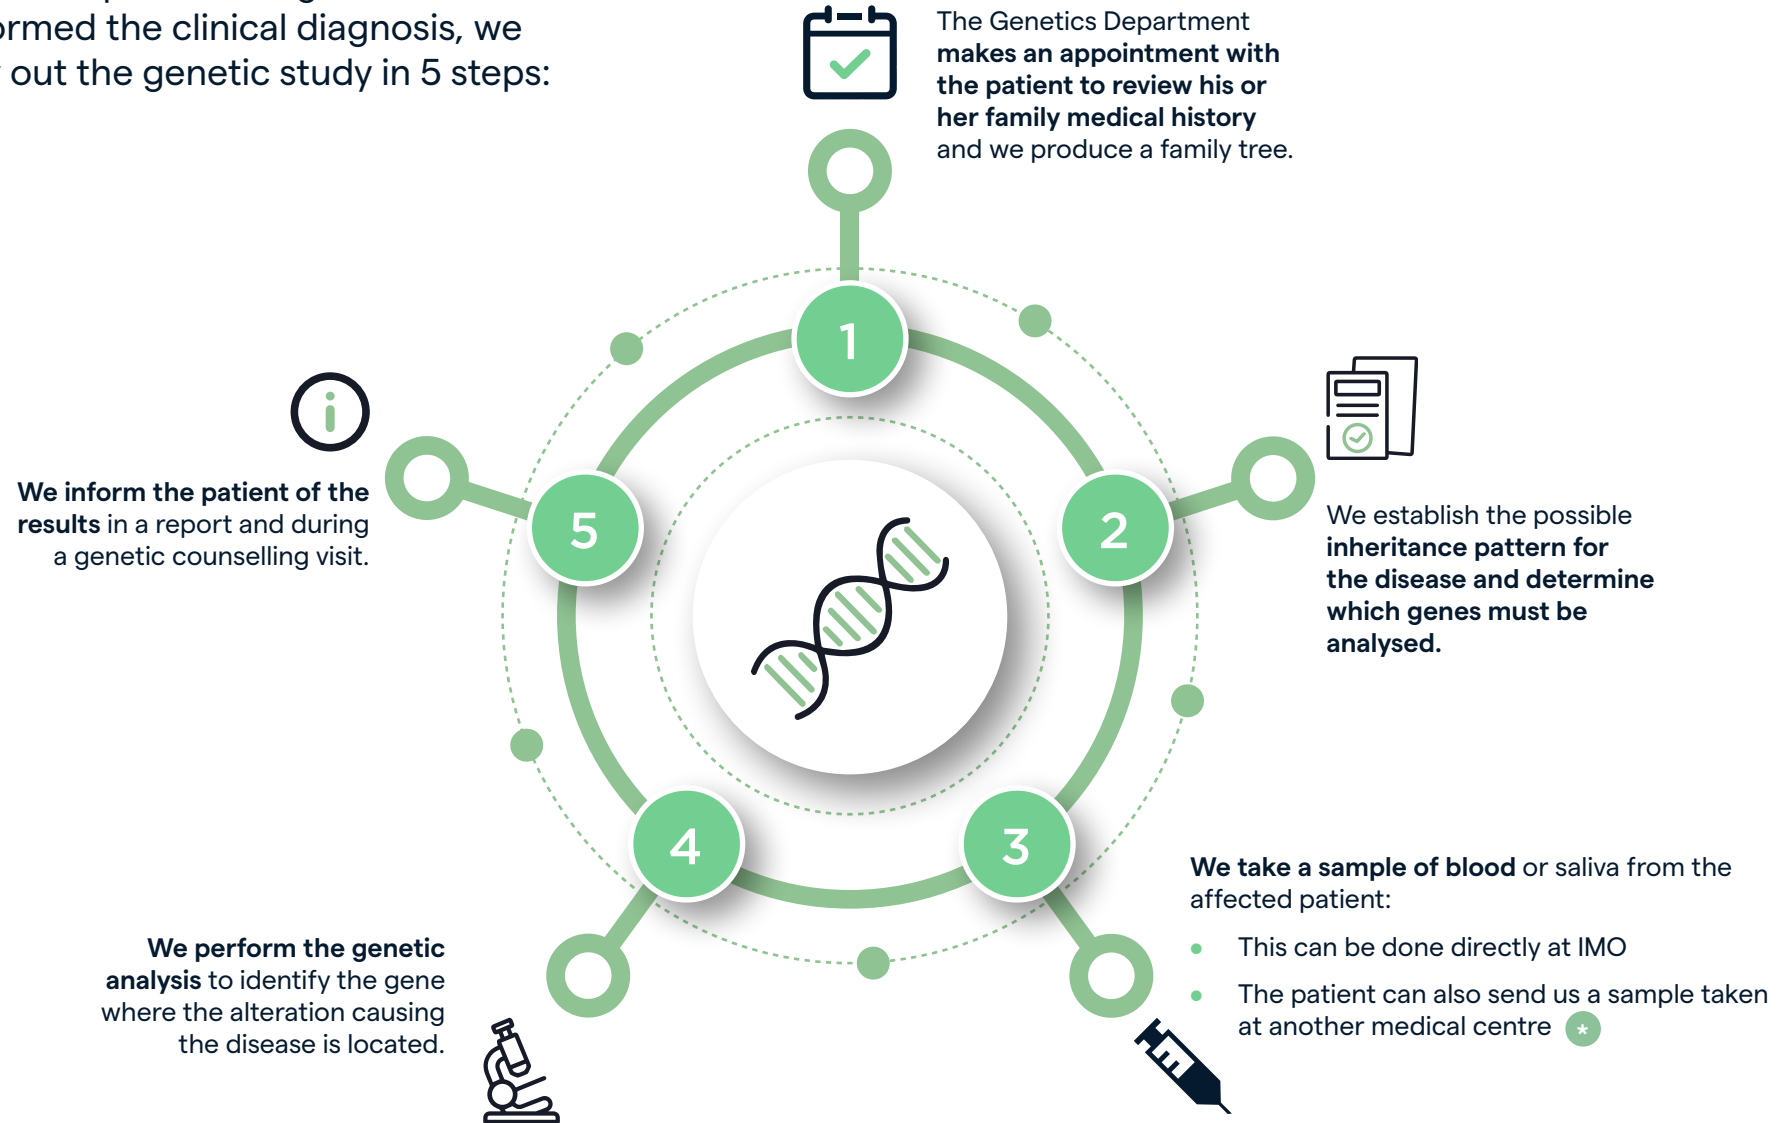 the clinical diagnosis, we
out the genetic study in 5 steps:
The Genetics Department
makes an appointment with
the patient to review his or
her family medical history
and we produce a family tree.
1
2
We establish the possible
inheritance pattern for
the disease and determine
which genes must be
analysed.
3
We take a sample of blood or saliva from the
affected patient:
• This can be done directly at IMO
• The patient can also send us a sample taken
at another medical centre *
4
We perform the genetic
analysis to identify the gene
where the alteration causing
the disease is located.
5
We inform the patient of the
results in a report and during
a genetic counselling visit.